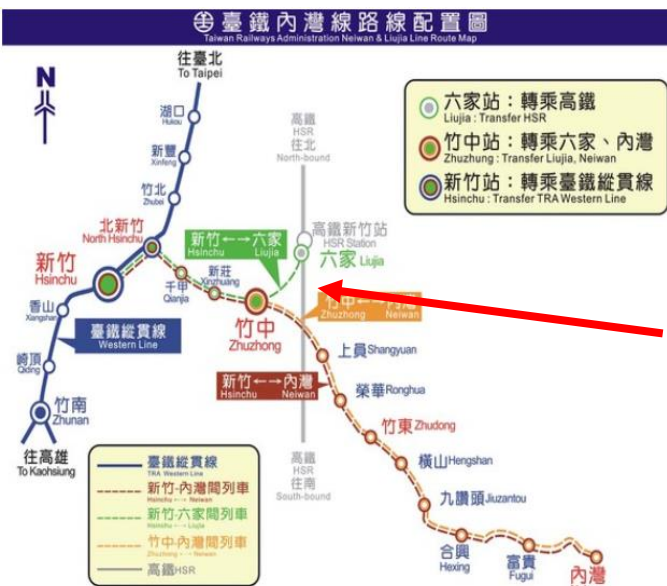 臺鐵內灣線路線配置圖
Taiwan Railways Administration Neiwan & Liujia Line Route Map
往臺北
To Taipei
N
湖口
Hukou
新豐
Xinfeng
竹北
Zhubei
北新竹
North Hsinchu
新竹
Hsinchu
香山
Xiangshan
崎頂
Qiding
竹南
Zhunan
往高雄
To Kaohsiung
臺鐵縱貫線
Western Line
千甲
Qianjia
新莊
Xinzhuang
竹中
Zhuzhong
新竹←→六家
Hsinchu Liujia
高鐵
HSR
往北
North-bound
高鐵新竹站
HSR Station
六家 Liujia
竹中←→內灣
Zhuzhong Neiwan
新竹←→內灣
Hsinchu Neiwan
上員 Shangyuan
榮華 Ronghua
竹東 Zhudong
橫山 Hengshan
九讚頭 Jiuzantou
合興
Hexing
富貴
Fugui
內灣
高鐵
HSR
往南
South-bound
六家站：轉乘高鐵
Liujia : Transfer HSR
竹中站：轉乘六家、內灣
Zhuzhung : Transfer Liujia, Neiwan
新竹站：轉乘臺鐵縱貫線
Hsinchu : Transfer TRA Western Line
臺鐵縱貫線
TRA Western Line
新竹-內灣間列車
Hsinchu ←→ Neiwan
新竹-六家間列車
Hsinchu ←→ Liujia
竹中-內灣間列車
Zhuzhong ←→ Neiwan
高鐵 HSR